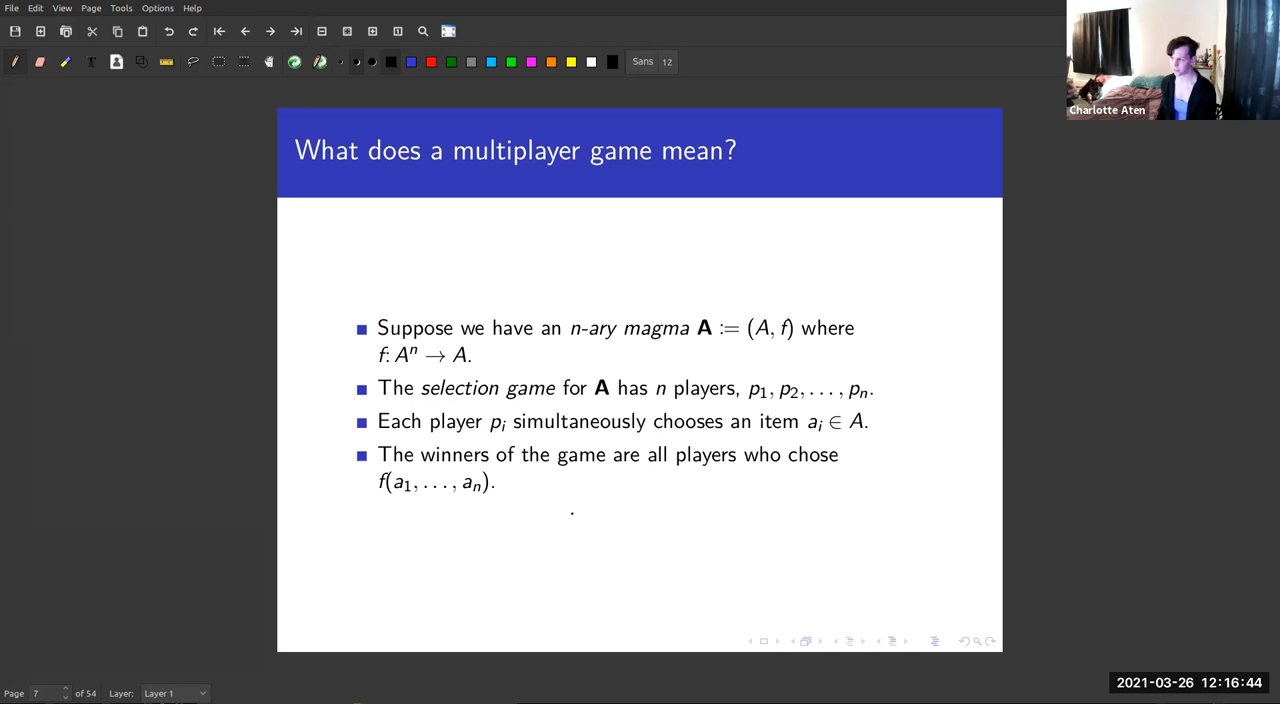 File Edit View Page Tools Options Help
Sans 12
Charlotte Aten
What does a multiplayer game mean?
Suppose we have an n-ary magma A := (A, f) where
f: Aⁿ → A.
The selection game for A has n players, p₁, p₂, . . . , pₙ.
Each player pᵢ simultaneously chooses an item aᵢ ∈ A.
The winners of the game are all players who chose
f(a₁, . . . , aₙ).
Page 7 of 54 Layer: Layer 1
2021-03-26 12:16:44